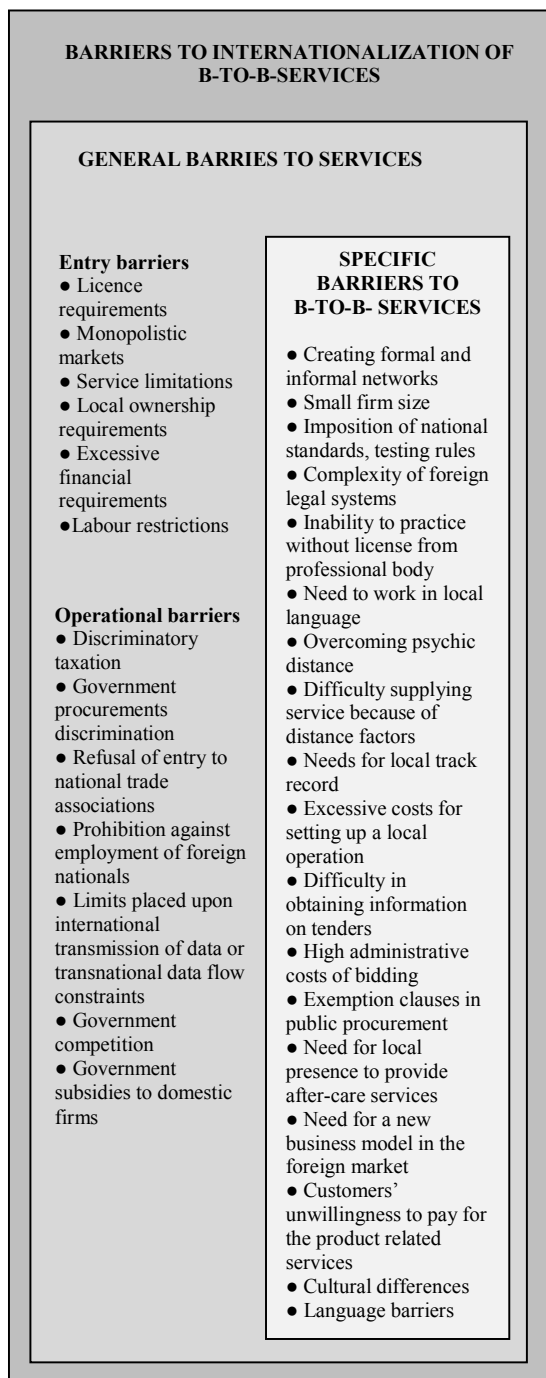 BARRIERS TO INTERNATIONALIZATION OF
B-TO-B-SERVICES
GENERAL BARRIES TO SERVICES
Entry barriers
● Licence
requirements
● Monopolistic
markets
● Service limitations
● Local ownership
requirements
● Excessive
financial
requirements
●Labour restrictions
Operational barriers
● Discriminatory
taxation
● Government
procurements
discrimination
● Refusal of entry to
national trade
associations
● Prohibition against
employment of foreign
nationals
● Limits placed upon
international
transmission of data or
transnational data flow
constraints
● Government
competition
● Government
subsidies to domestic
firms
SPECIFIC
BARRIERS TO
B-TO-B- SERVICES
● Creating formal and
informal networks
● Small firm size
● Imposition of national
standards, testing rules
● Complexity of foreign
legal systems
● Inability to practice
without license from
professional body
● Need to work in local
language
● Overcoming psychic
distance
● Difficulty supplying
service because of
distance factors
● Needs for local track
record
● Excessive costs for
setting up a local
operation
● Difficulty in
obtaining information
on tenders
● High administrative
costs of bidding
● Exemption clauses in
public procurement
● Need for local
presence to provide
after-care services
● Need for a new
business model in the
foreign market
● Customers’
unwillingness to pay for
the product related
services
● Cultural differences
● Language barriers